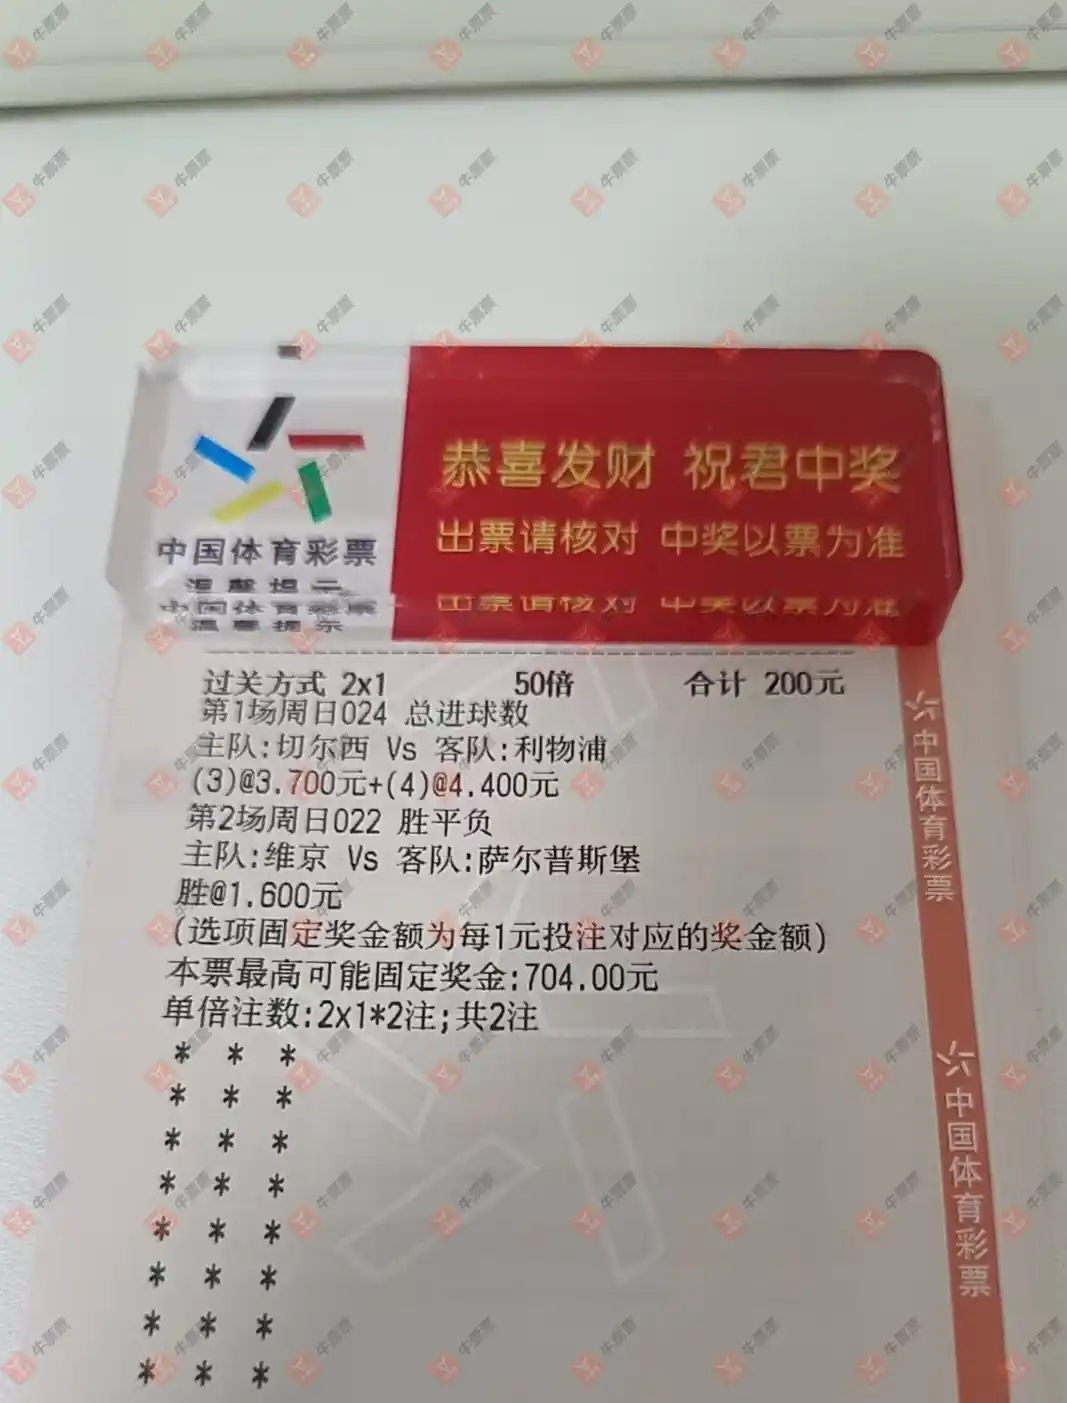 恭喜发财 祝君中奖
出票请核对 中奖以票为准
中国体育彩票
温馨提示
过关方式 2x1 50倍 合计 200元
第1场周日024 总进球数
主队:切尔西 Vs 客队:利物浦
(3)@3.700元+(4)@4.400元
第2场周日022 胜平负
主队:维京 Vs 客队:萨尔普斯堡
胜@1.600元
(选项固定奖金额为每1元投注对应的奖金额)
本票最高可能固定奖金:704.00元
单倍注数:2x1*2注;共2注
* * *
* * *
* * *
* * *
* * *
* * *
* * *
* * *
中国体育彩票
中国体育彩票
牛票票